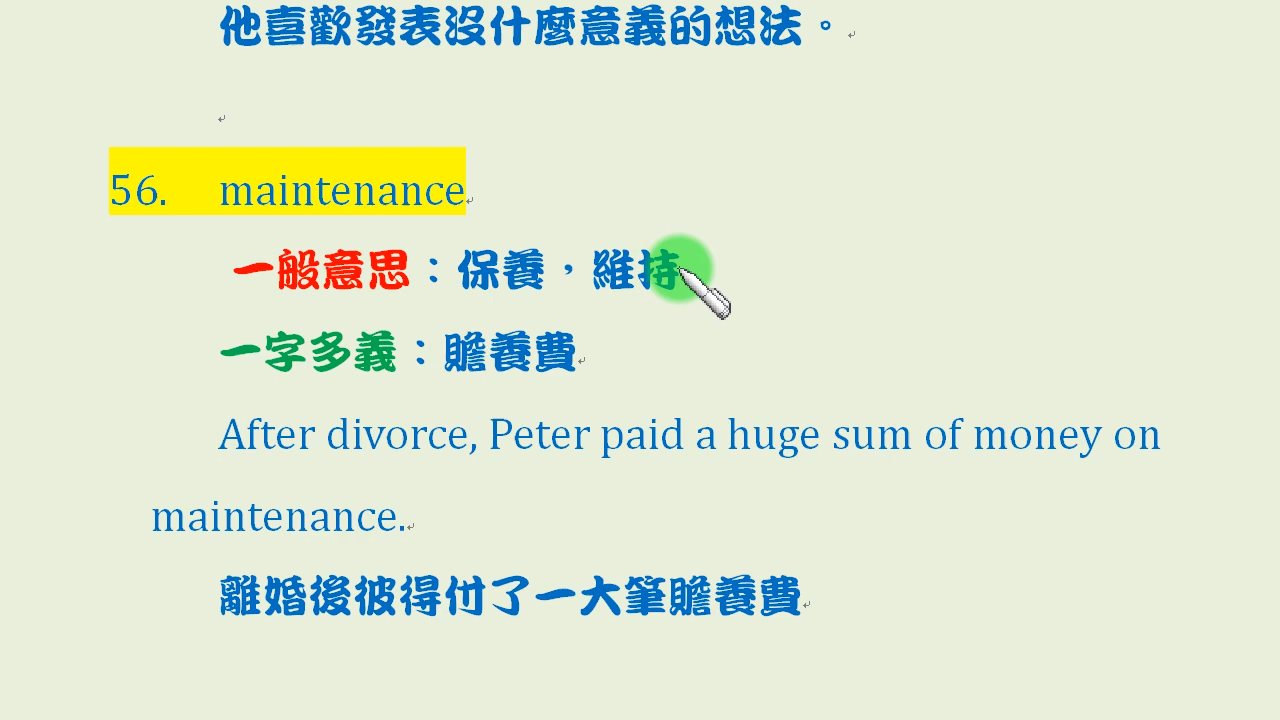 他喜歡發表沒什麼意義的想法。
56. maintenance
一般意思：保養，維持
一字多義：贍養費
After divorce, Peter paid a huge sum of money on
maintenance.
離婚後彼得付了一大筆贍養費